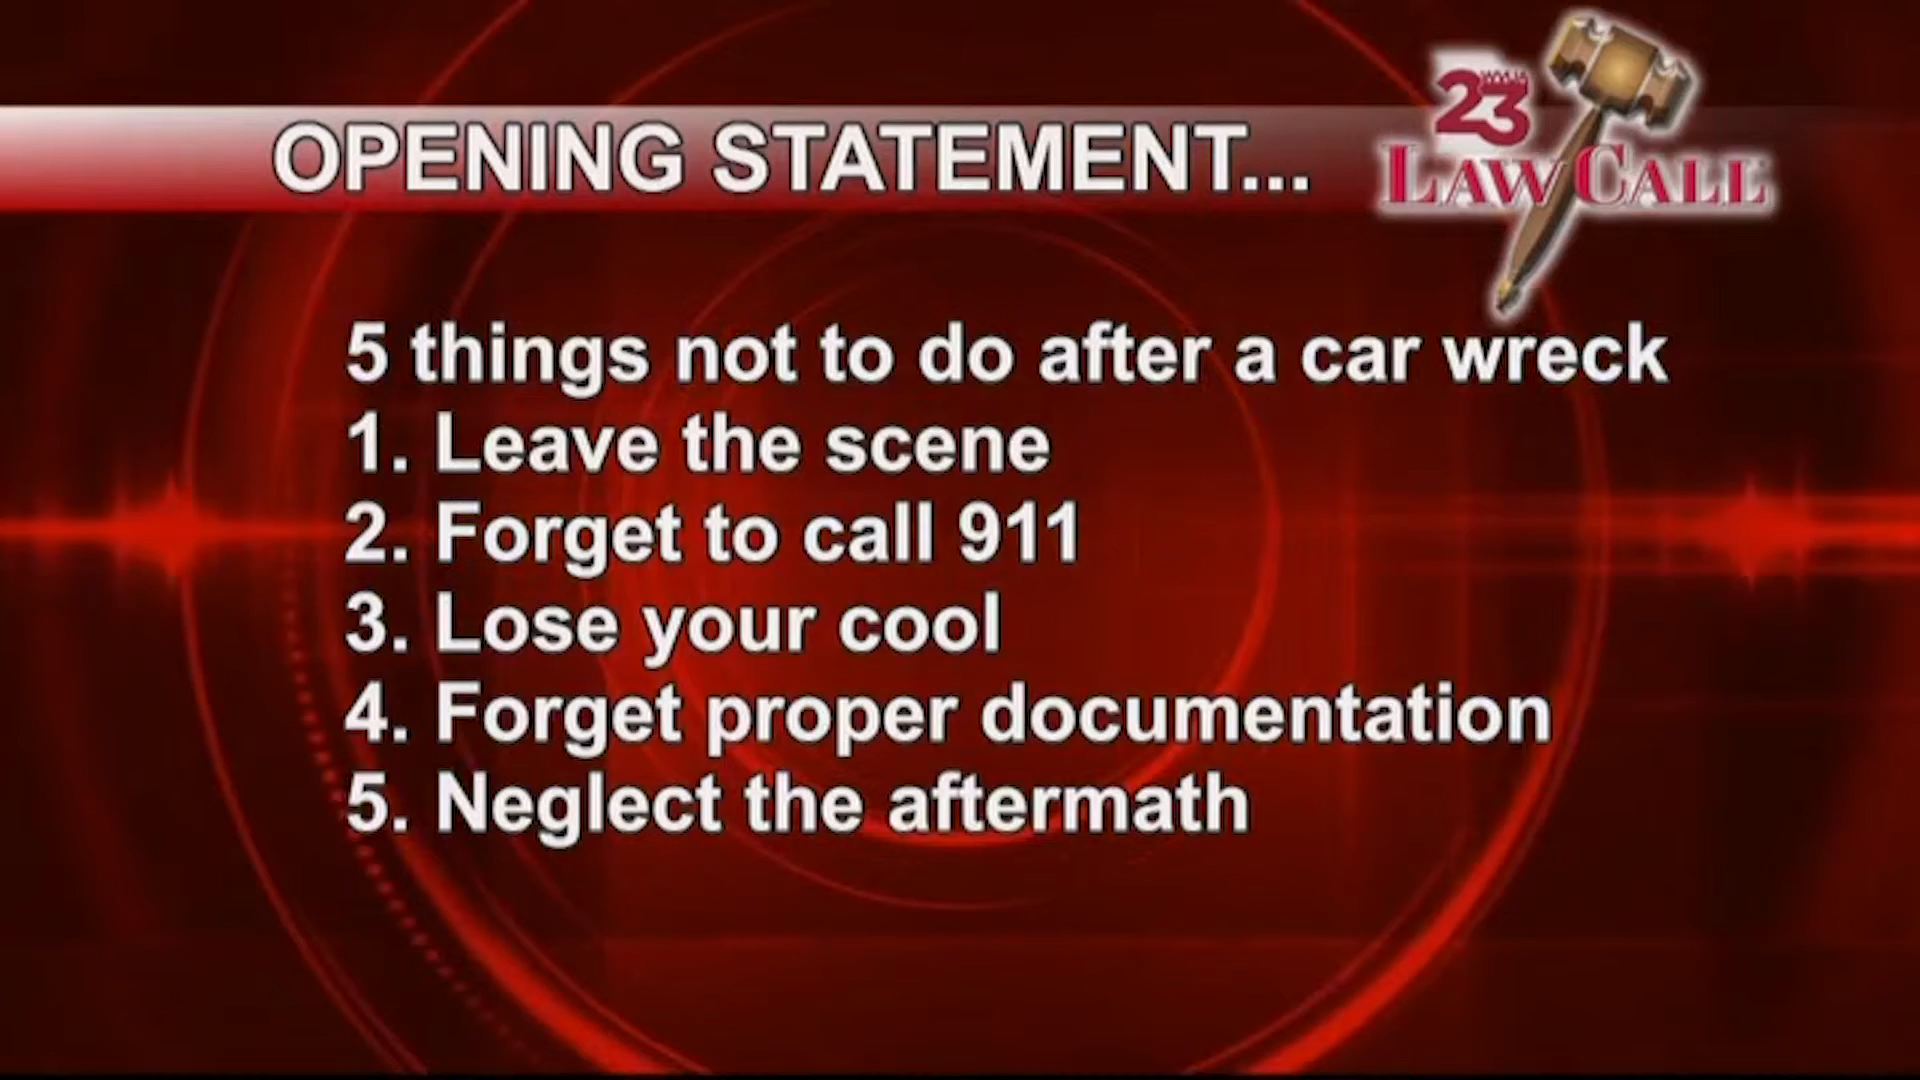 OPENING STATEMENT...
23
LAW CALL
5 things not to do after a car wreck
1. Leave the scene
2. Forget to call 911
3. Lose your cool
4. Forget proper documentation
5. Neglect the aftermath